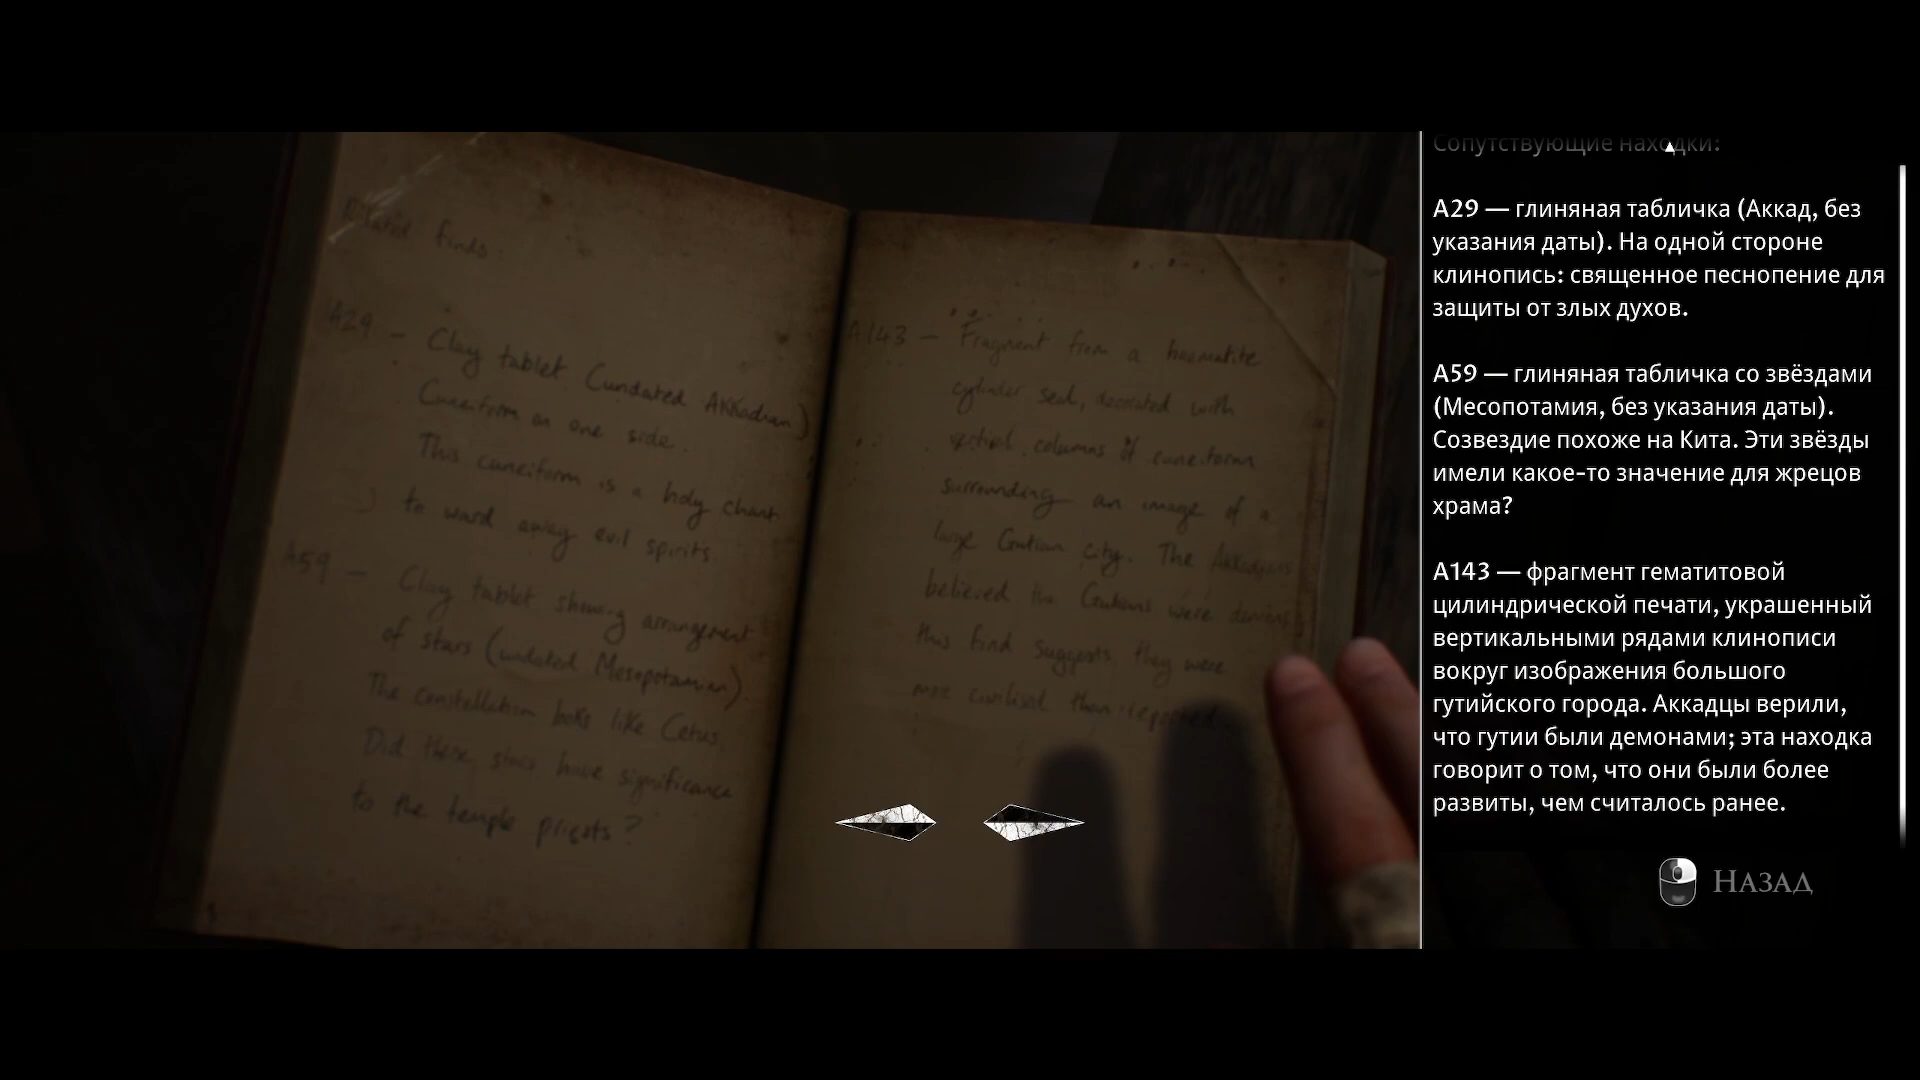 Related finds.
A29 — Clay tablet (undated Akkadian)
Cuneiform on one side.
This cuneiform is a holy chant
to ward away evil spirits.
A59 — Clay tablet showing arrangement
of stars (undated Mesopotamian).
The constellation looks like Cetus.
Did these stars have significance
to the temple priests?
A143 — Fragment from a haematite
cylinder seal, decorated with
vertical columns of cuneiform
surrounding an image of a
large Gutian city. The Akkadians
believed the Gutians were demons
this find suggests they were
more civilised than reported.
Сопутствующие находки:
A29 — глиняная табличка (Аккад, без
указания даты). На одной стороне
клинопись: священное песнопение для
защиты от злых духов.
A59 — глиняная табличка со звёздами
(Месопотамия, без указания даты).
Созвездие похоже на Кита. Эти звёзды
имели какое-то значение для жрецов
храма?
A143 — фрагмент гематитовой
цилиндрической печати, украшенный
вертикальными рядами клинописи
вокруг изображения большого
гутийского города. Аккадцы верили,
что гутии были демонами; эта находка
говорит о том, что они были более
развиты, чем считалось ранее.
Назад